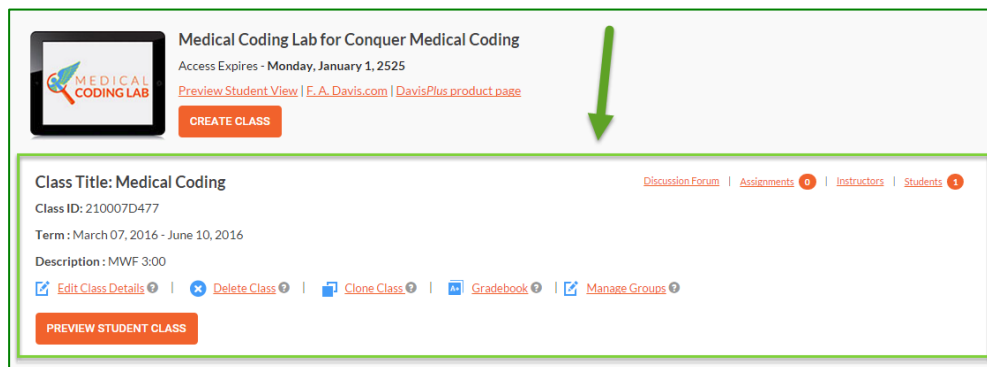 MEDICAL
CODING LAB
Medical Coding Lab for Conquer Medical Coding
Access Expires - Monday, January 1, 2525
Preview Student View | F. A. Davis.com | DavisPlus product page
CREATE CLASS
Class Title: Medical Coding
Discussion Forum | Assignments 0 | Instructors | Students 1
Class ID: 210007D477
Term : March 07, 2016 - June 10, 2016
Description : MWF 3:00
Edit Class Details ? | Delete Class ? | Clone Class ? | A+ Gradebook ? | Manage Groups ?
PREVIEW STUDENT CLASS